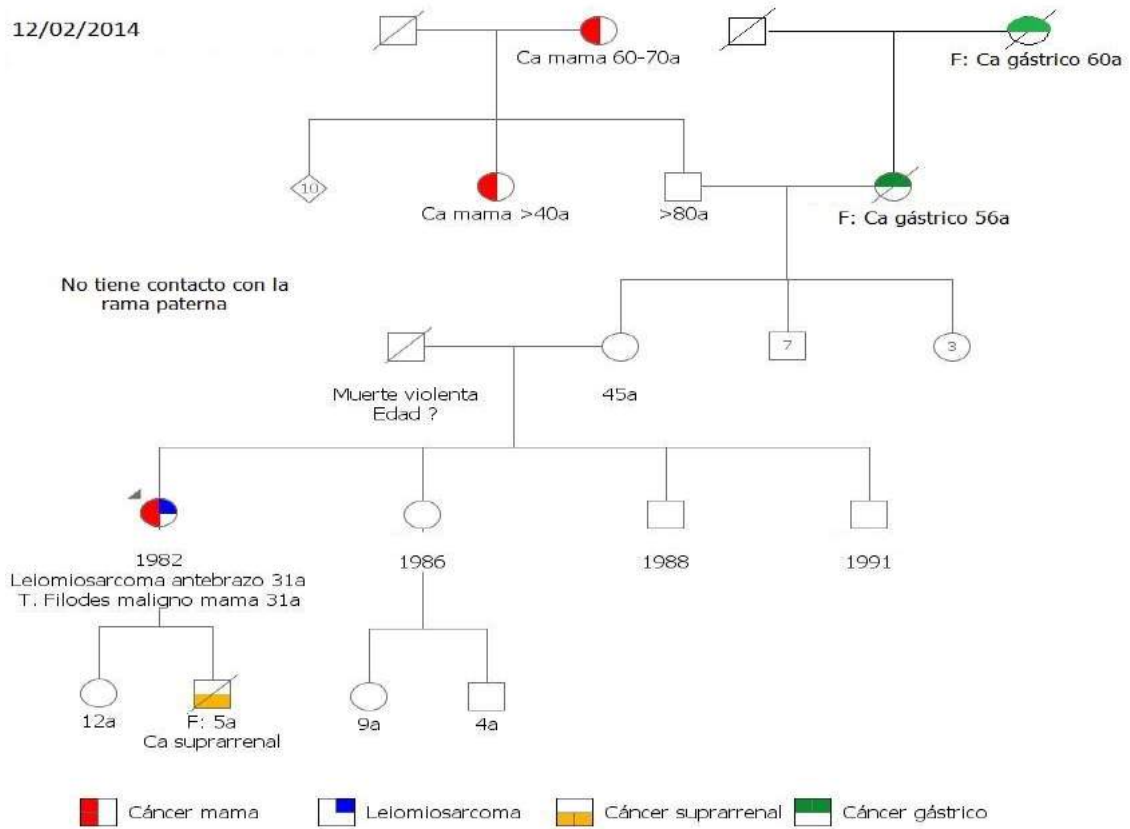 12/02/2014
Ca mama 60-70a
F: Ca gástrico 60a
10
Ca mama >40a
>80a
F: Ca gástrico 56a
No tiene contacto con la
rama paterna
7
3
Muerte violenta
Edad ?
45a
1982
Leiomiosarcoma antebrazo 31a
T. Filodes maligno mama 31a
1986
1988
1991
12a
F: 5a
Ca suprarrenal
9a
4a
Cáncer mama
Leiomiosarcoma
Cáncer suprarrenal
Cáncer gástrico